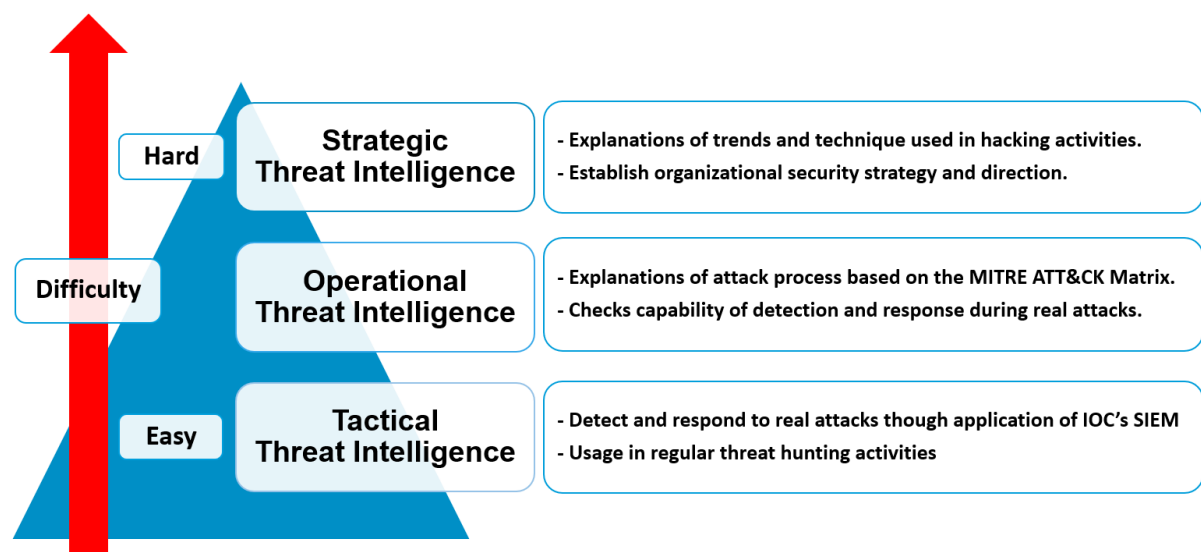 Hard
Strategic
Threat Intelligence
- Explanations of trends and technique used in hacking activities.
- Establish organizational security strategy and direction.
Difficulty
Operational
Threat Intelligence
- Explanations of attack process based on the MITRE ATT&CK Matrix.
- Checks capability of detection and response during real attacks.
Easy
Tactical
Threat Intelligence
- Detect and respond to real attacks though application of IOC’s SIEM
- Usage in regular threat hunting activities